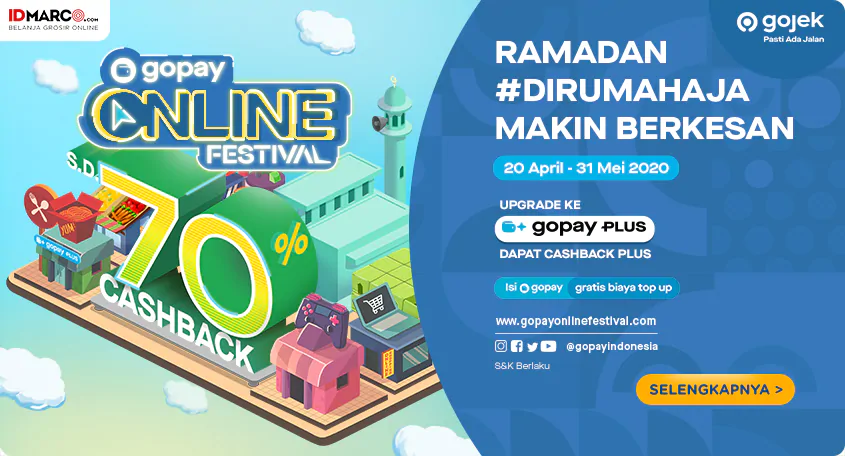 IDMARCO.COM
BELANJA GROSIR ONLINE
gopay
ONLINE
FESTIVAL
S.D.
70%
CASHBACK
gojek
Pasti Ada Jalan
RAMADAN
#DIRUMAHAJA
MAKIN BERKESAN
20 April - 31 Mei 2020
UPGRADE KE
gopay PLUS
DAPAT CASHBACK PLUS
Isi gopay gratis biaya top up
www.gopayonlinefestival.com
@gopayindonesia
S&K Berlaku
SELENGKAPNYA >